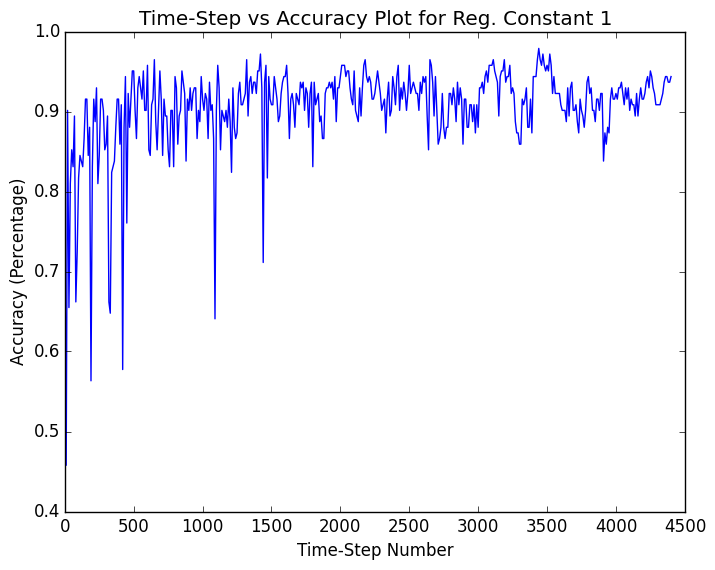 Time-Step vs Accuracy Plot for Reg. Constant 1
1.0
0.9
0.8
0.7
0.6
0.5
0.4
Accuracy (Percentage)
0 500 1000 1500 2000 2500 3000 3500 4000 4500
Time-Step Number